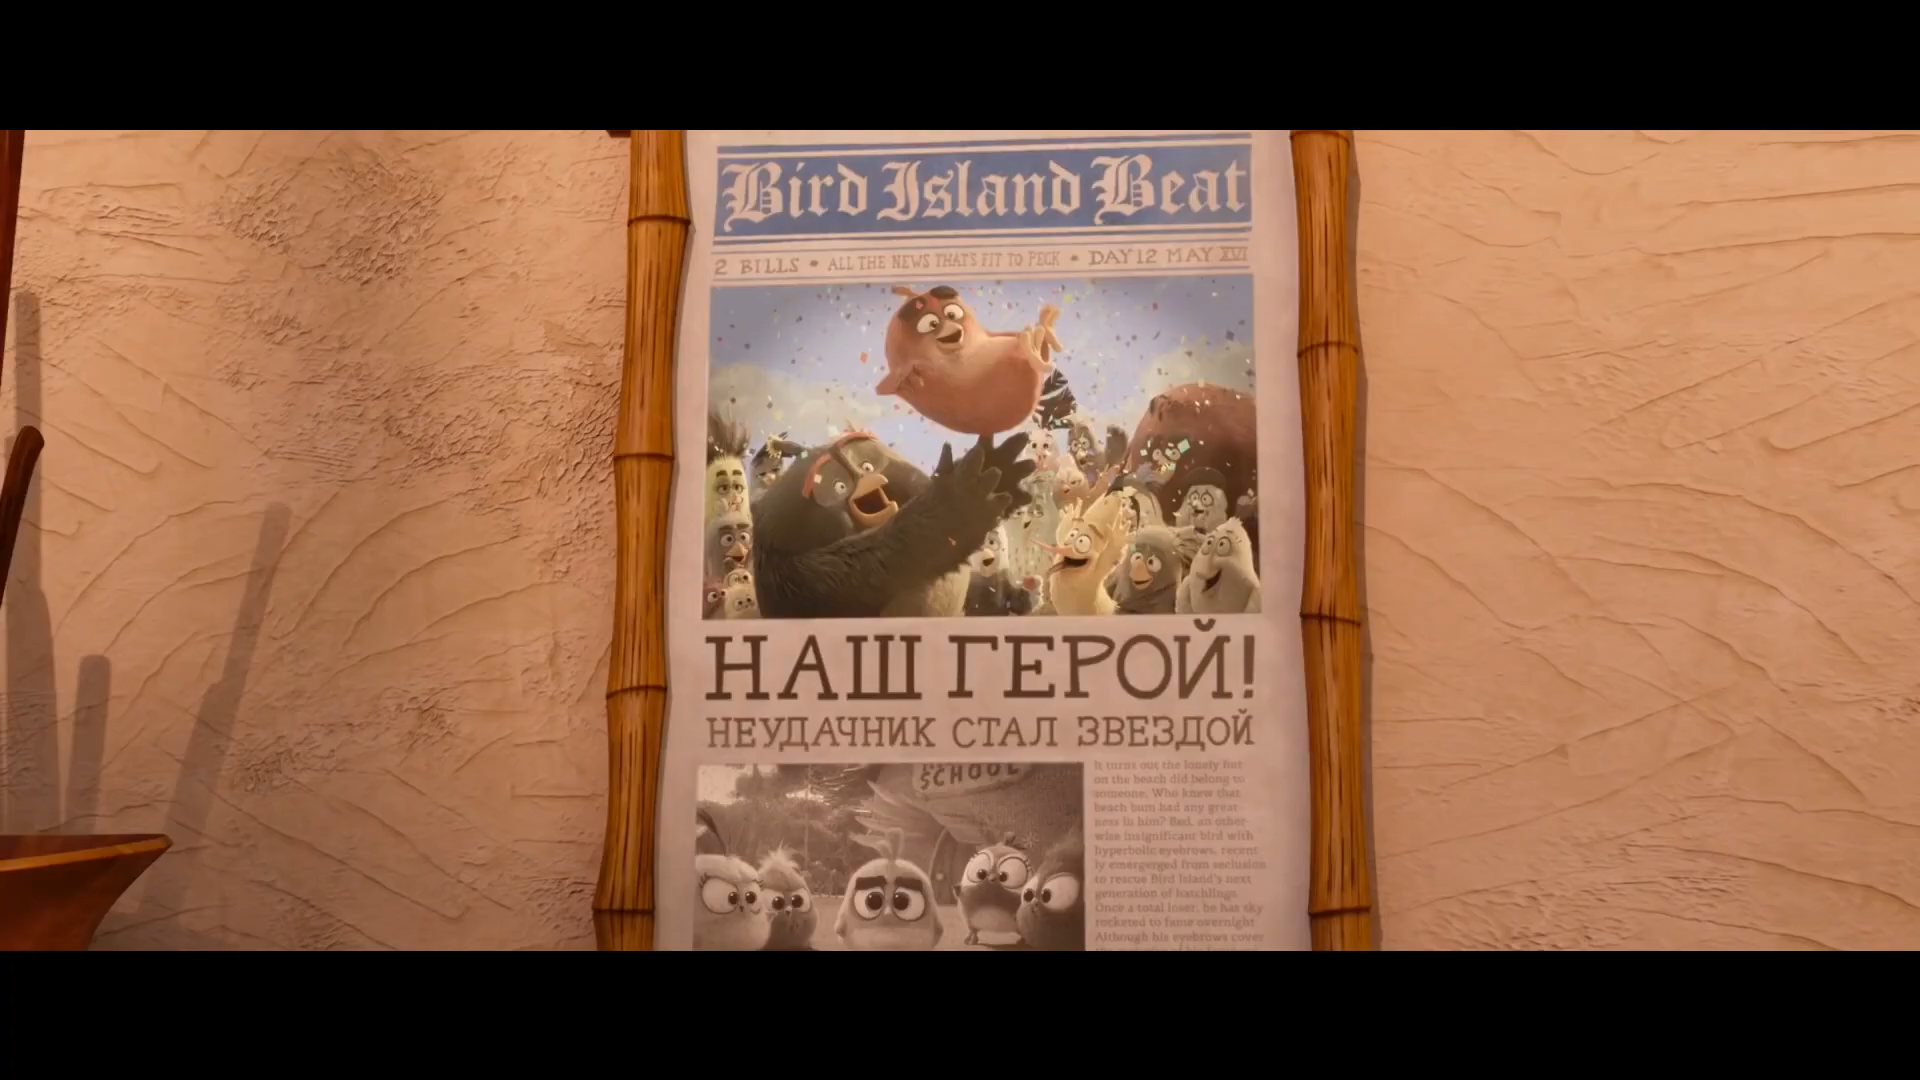 Bird Island Beat
2 BILLS • ALL THE NEWS THAT'S FIT TO PECK • DAY 12 MAY XVI
НАШ ГЕРОЙ!
НЕУДАЧНИК СТАЛ ЗВЕЗДОЙ
SCHOOL
It turns out the lonely hut
on the beach did belong to
someone. Who knew that
beach bum had any great-
ness in him? Red, an other-
wise insignificant bird with
hyperbolic eyebrows, recent
ly emergerged from seclusion
to rescue Bird Island's next
generation of hatchlings.
Once a total loser, he has sky
rocketed to fame overnight
Although his eyebrows cover